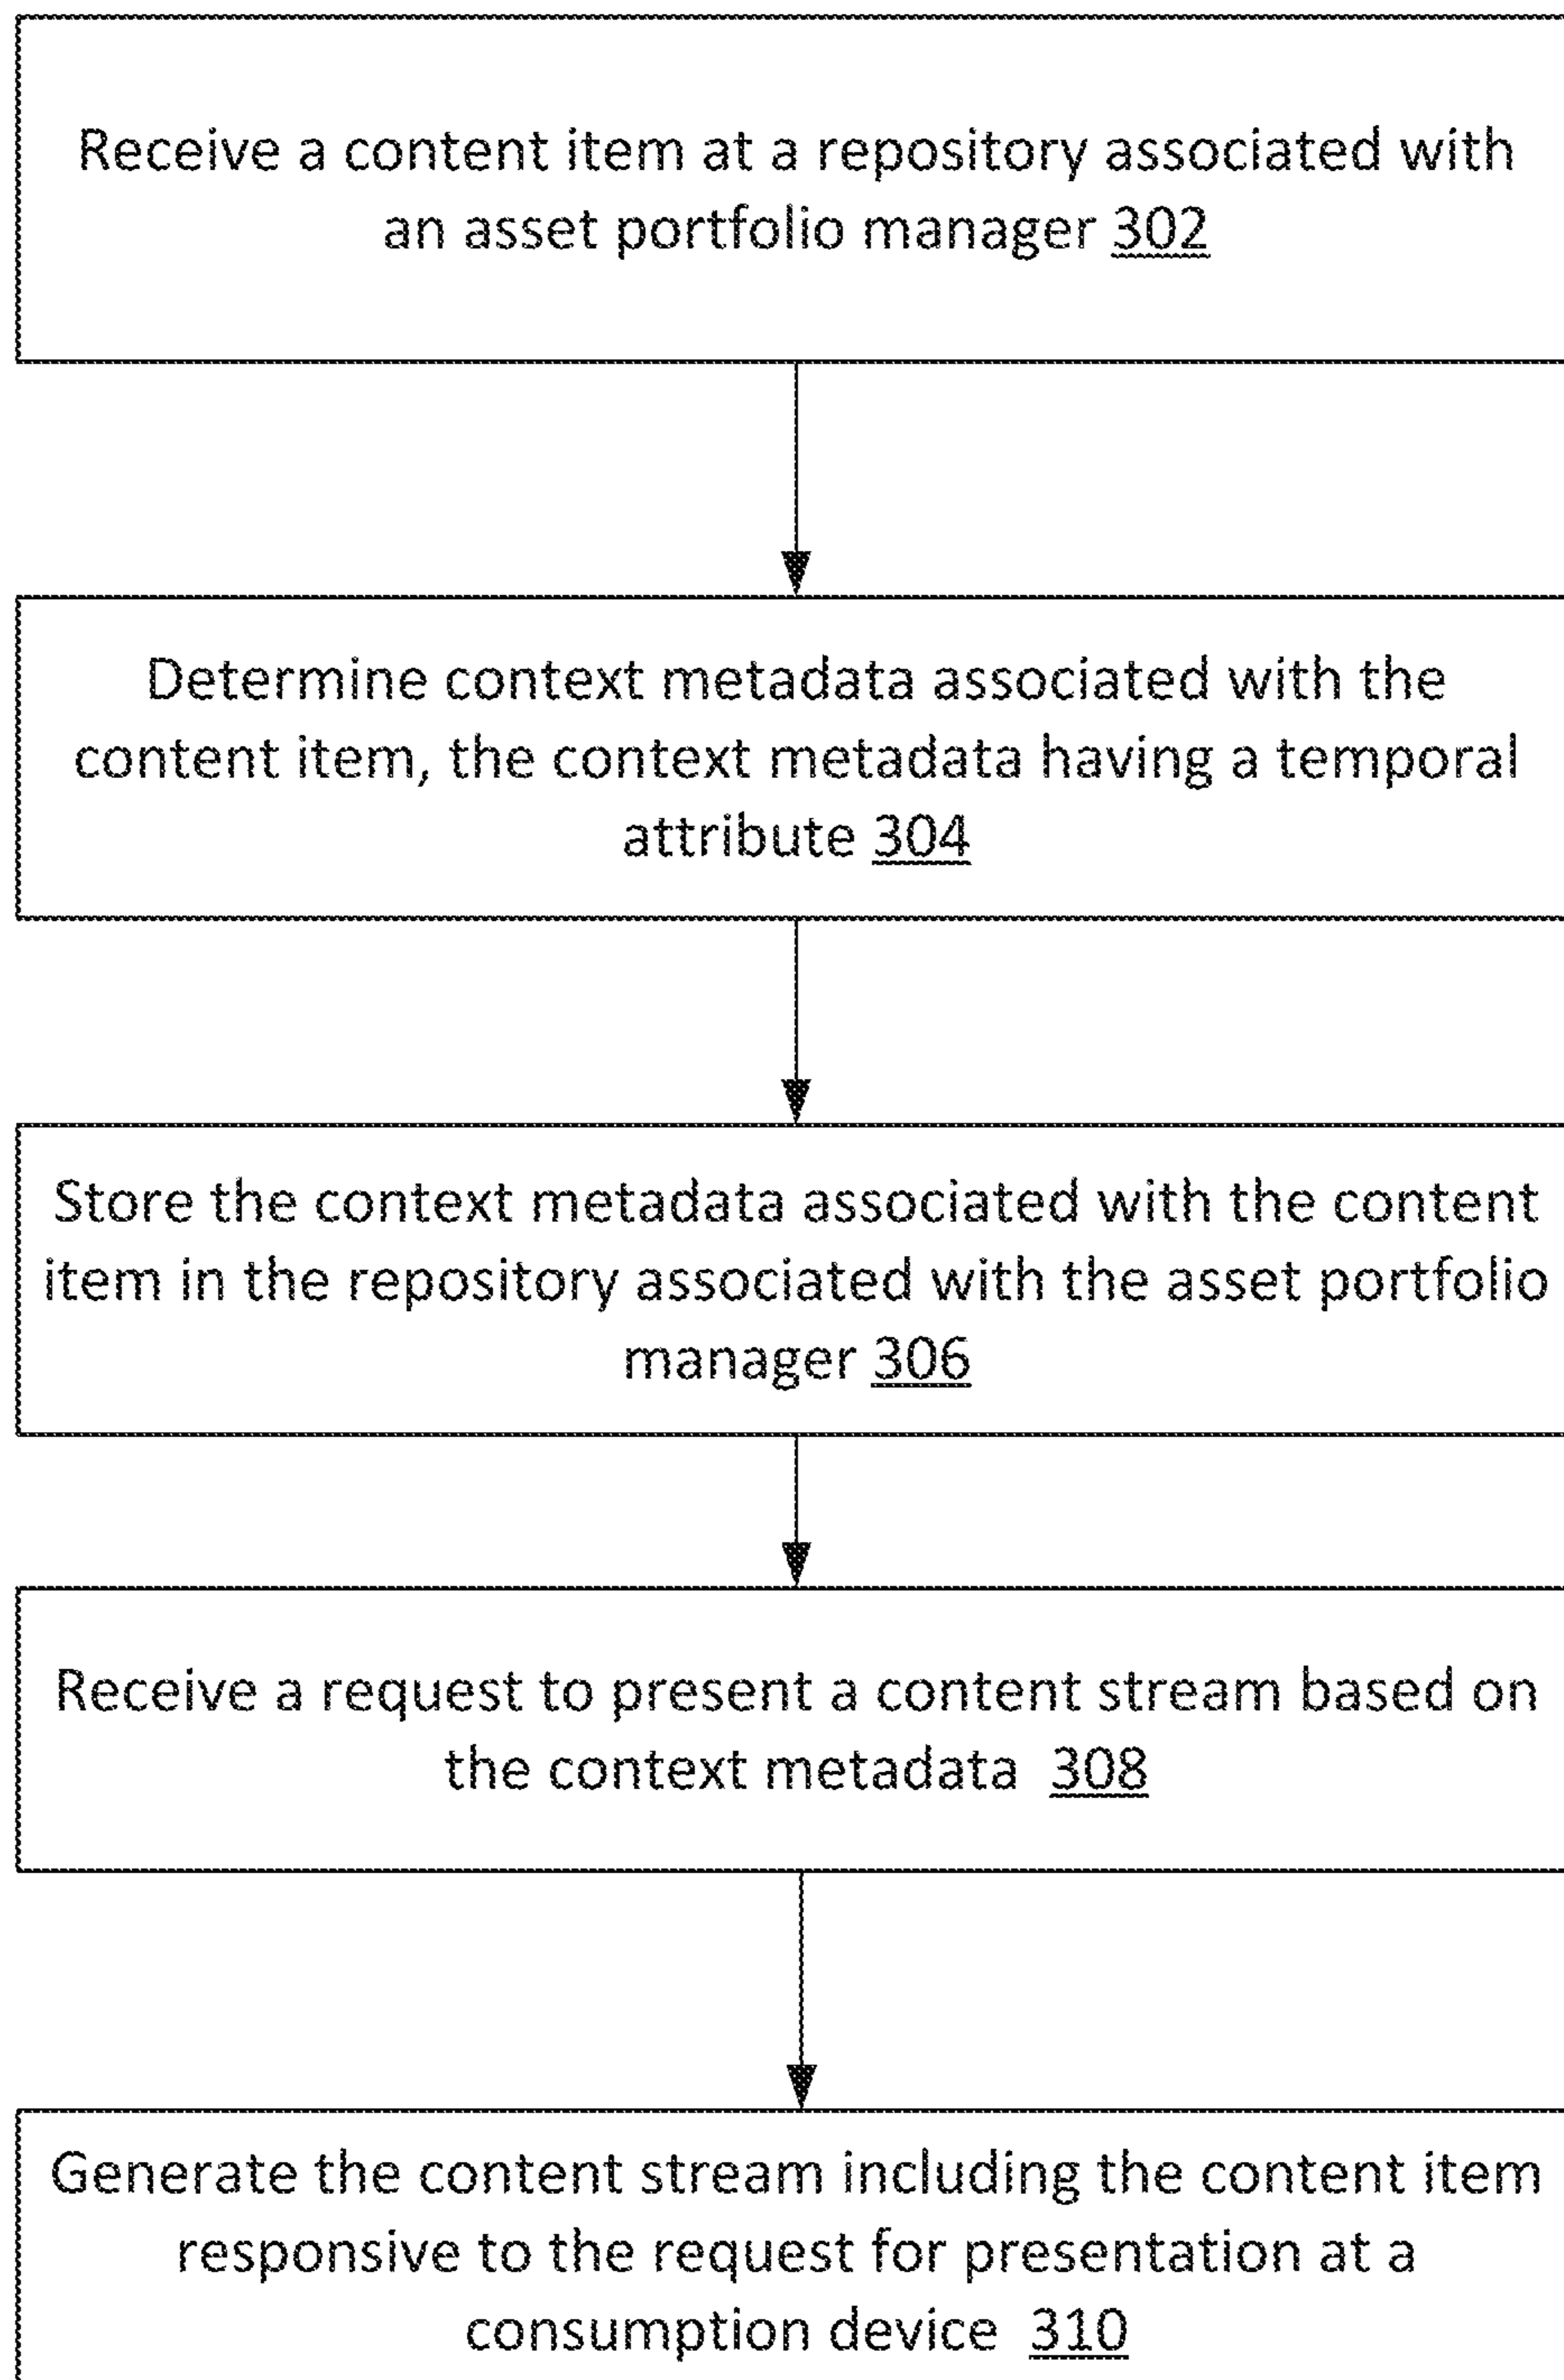 Receive a content item at a repository associated with
an asset portfolio manager 302
Determine context metadata associated with the
content item, the context metadata having a temporal
attribute 304
Store the context metadata associated with the content
item in the repository associated with the asset portfolio
manager 306
Receive a request to present a content stream based on
the context metadata 308
Generate the content stream including the content item
responsive to the request for presentation at a
consumption device 310